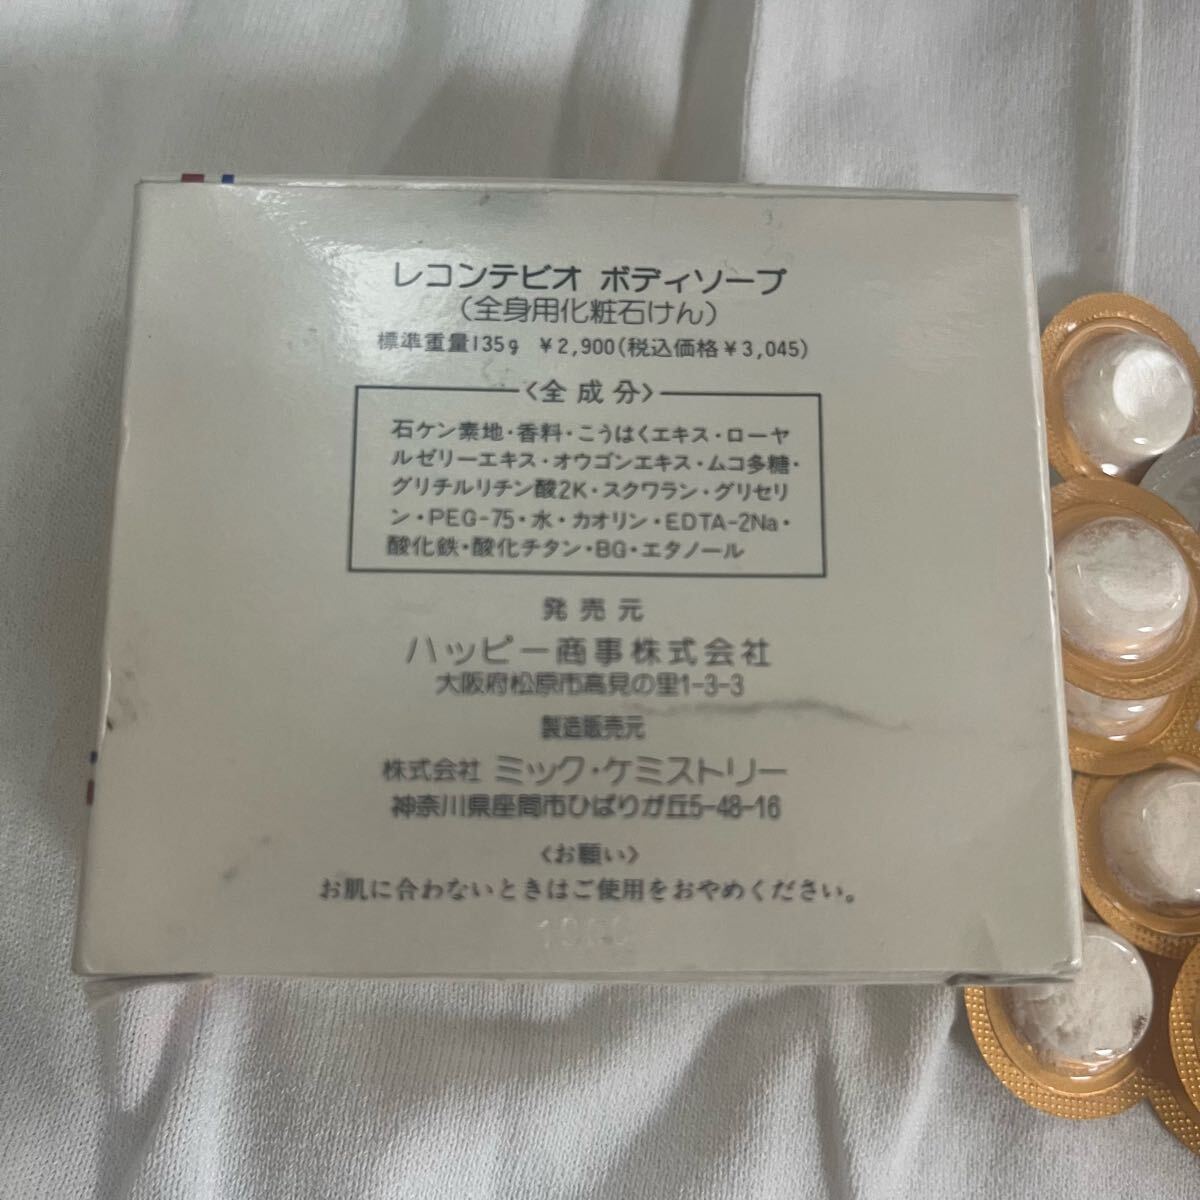 レコンテビオ ボディソープ
(全身用化粧石けん)
標準重量135g ￥2,900(税込価格￥3,045)
〈全成分〉
石ケン素地・香料・こうはくエキス・ローヤ
ルゼリーエキス・オウゴンエキス・ムコ多糖・
グリチルリチン酸2K・スクワラン・グリセリ
ン・PEG-75・水・カオリン・EDTA-2Na・
酸化鉄・酸化チタン・BG・エタノール
発売元
ハッピー商事株式会社
大阪府松原市高見の里1-3-3
製造販売元
株式会社 ミック・ケミストリー
神奈川県座間市ひばりが丘5-48-16
〈お願い〉
お肌に合わないときはご使用をおやめください。